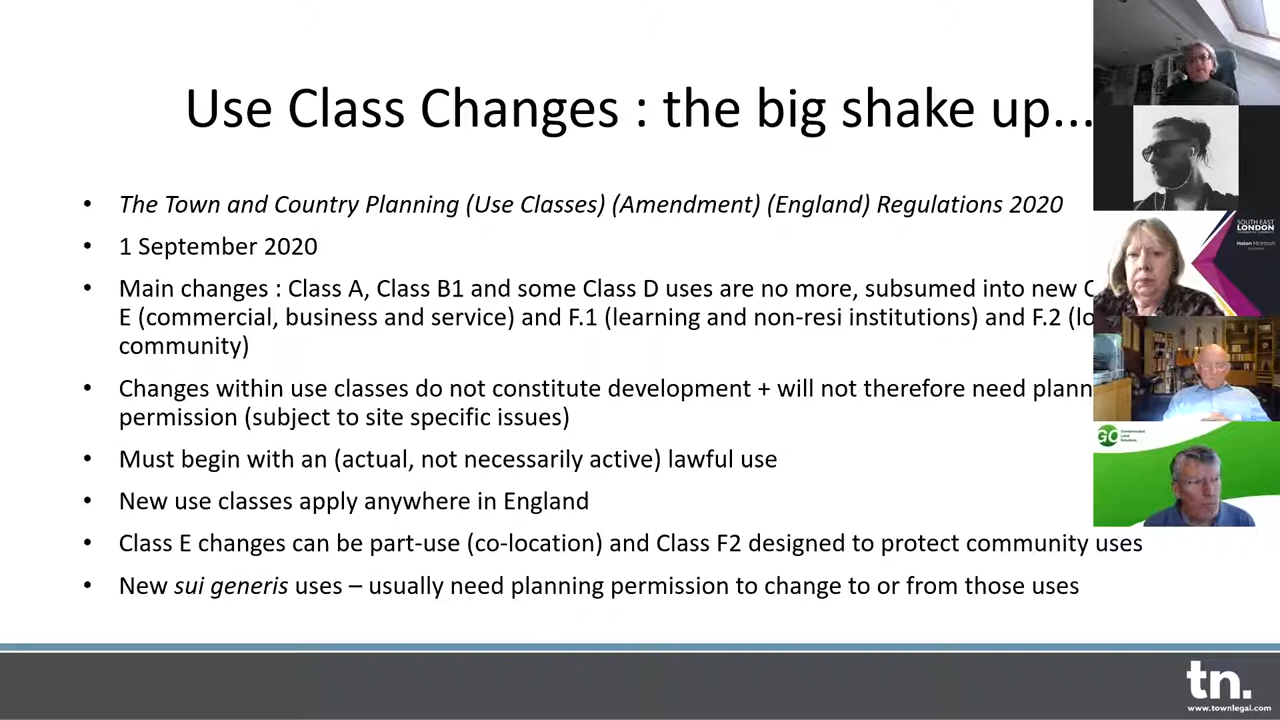 Use Class Changes : the big shake up...
• The Town and Country Planning (Use Classes) (Amendment) (England) Regulations 2020
• 1 September 2020
• Main changes : Class A, Class B1 and some Class D uses are no more, subsumed into new
E (commercial, business and service) and F.1 (learning and non-resi institutions) and F.2
community)
• Changes within use classes do not constitute development + will not therefore need
permission (subject to site specific issues)
• Must begin with an (actual, not necessarily active) lawful use
• New use classes apply anywhere in England
• Class E changes can be part-use (co-location) and Class F2 designed to protect community uses
• New sui generis uses – usually need planning permission to change to or from those uses
SOUTH EAST
LONDON
Helen McIntosh
GO
Contaminated
Land
Solutions
tn.
www.townlegal.com